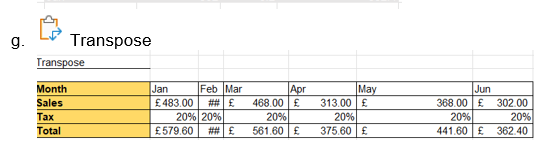 g. Transpose
Transpose
Month Jan Feb Mar Apr May Jun
Sales £483.00 ## £ 468.00 £ 313.00 £ 368.00 £ 302.00
Tax 20% 20% 20% 20% 20% 20%
Total £579.60 ## £ 561.60 £ 375.60 £ 441.60 £ 362.40